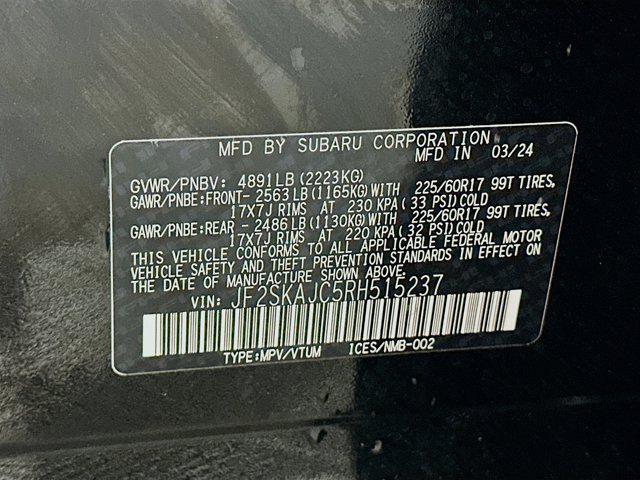 MFD BY SUBARU CORPORATION
MFD IN 03/24
GVWR/PNBV: 4891LB(2223KG)
GAWR/PNBE:FRONT- 2563LB(1165KG)WITH 225/60R17 99T TIRES,
17X7J RIMS AT 230 KPA(33 PSI)COLD
GAWR/PNBE:REAR - 2486LB(1130KG)WITH 225/60R17 99T TIRES,
17X7J RIMS AT 220 KPA(32 PSI)COLD
THIS VEHICLE CONFORMS TO ALL APPLICABLE FEDERAL MOTOR
VEHICLE SAFETY AND THEFT PREVENTION STANDARDS IN EFFECT ON
THE DATE OF MANUFACTURE SHOWN ABOVE.
VIN: JF2SKAJC5RH515237
TYPE:MPV/VTUM ICES/NMB-002